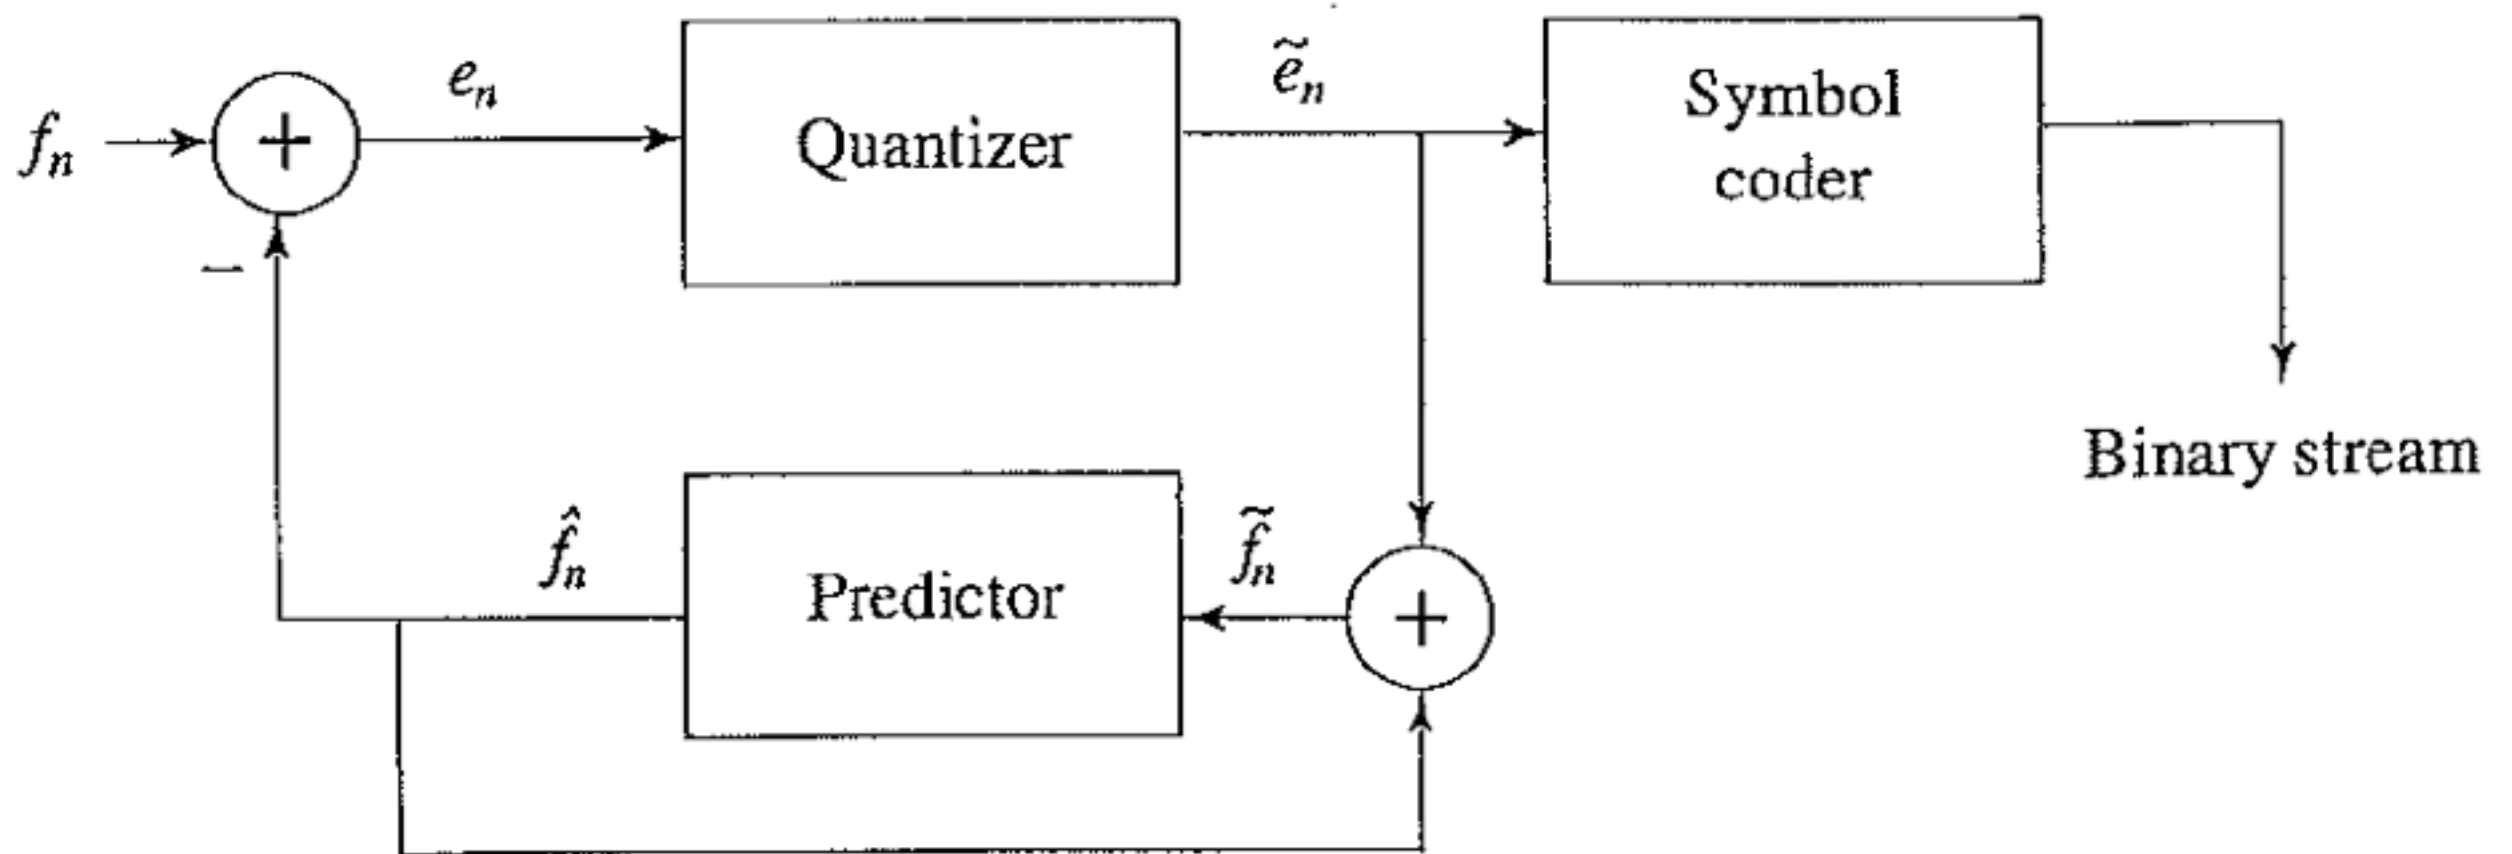 fₙ
+
eₙ
Quantizer
ẽₙ
Symbol
coder
−
Binary stream
f̂ₙ
Predictor
f̃ₙ
+